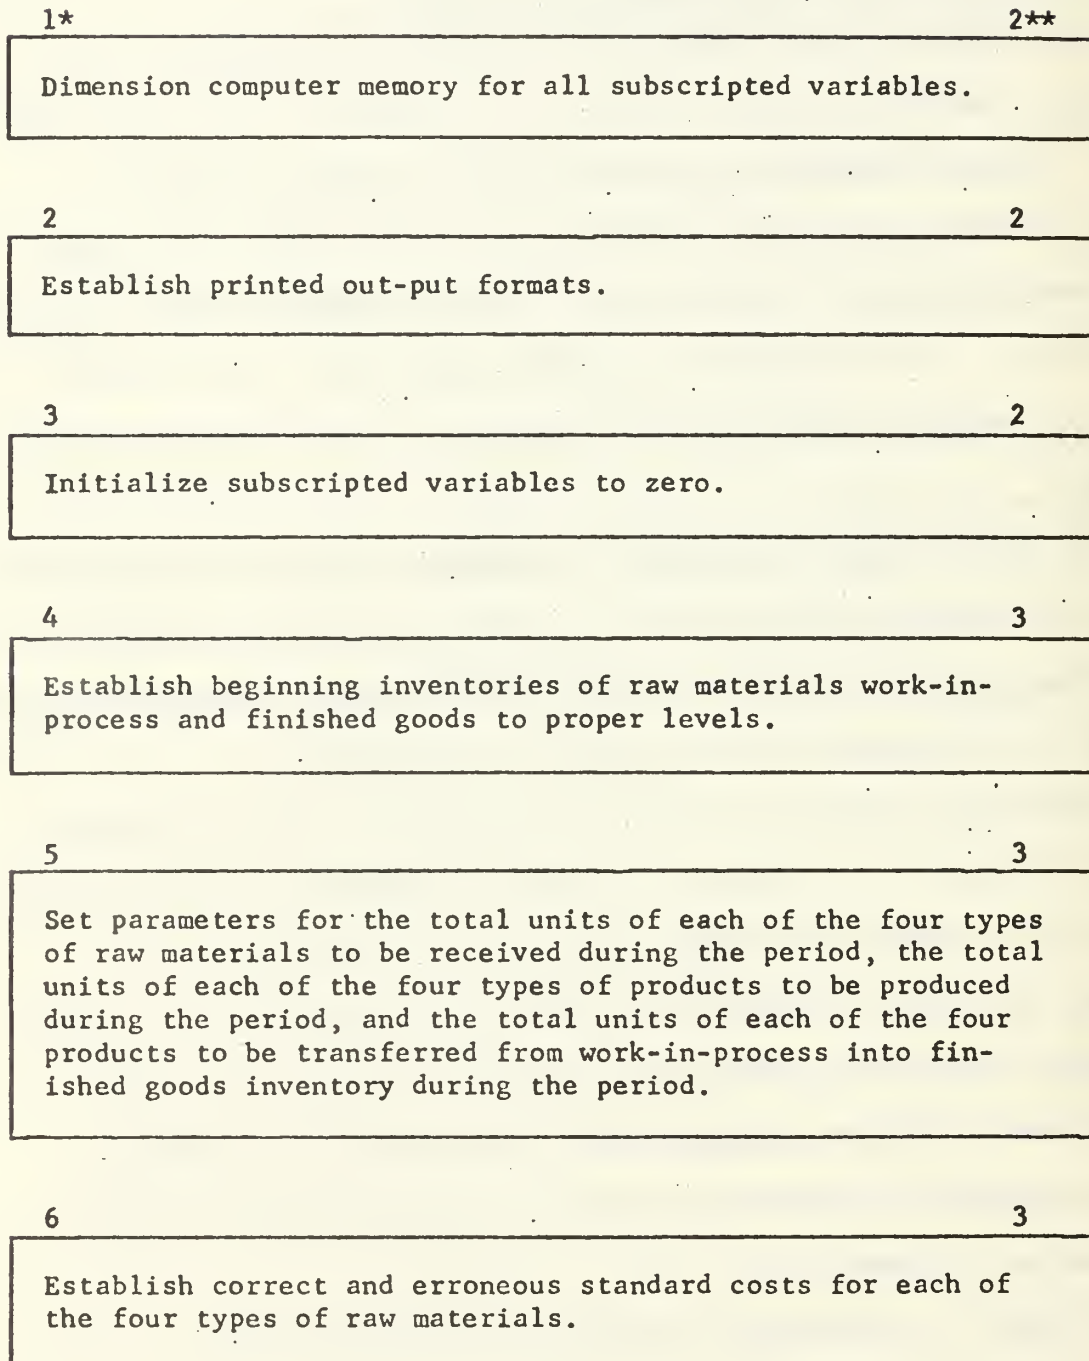 1* 2**
Dimension computer memory for all subscripted variables.
2 2
Establish printed out-put formats.
3 2
Initialize subscripted variables to zero.
4 3
Establish beginning inventories of raw materials work-in-
process and finished goods to proper levels.
5 3
Set parameters for the total units of each of the four types
of raw materials to be received during the period, the total
units of each of the four types of products to be produced
during the period, and the total units of each of the four
products to be transferred from work-in-process into fin-
ished goods inventory during the period.
6 3
Establish correct and erroneous standard costs for each of
the four types of raw materials.